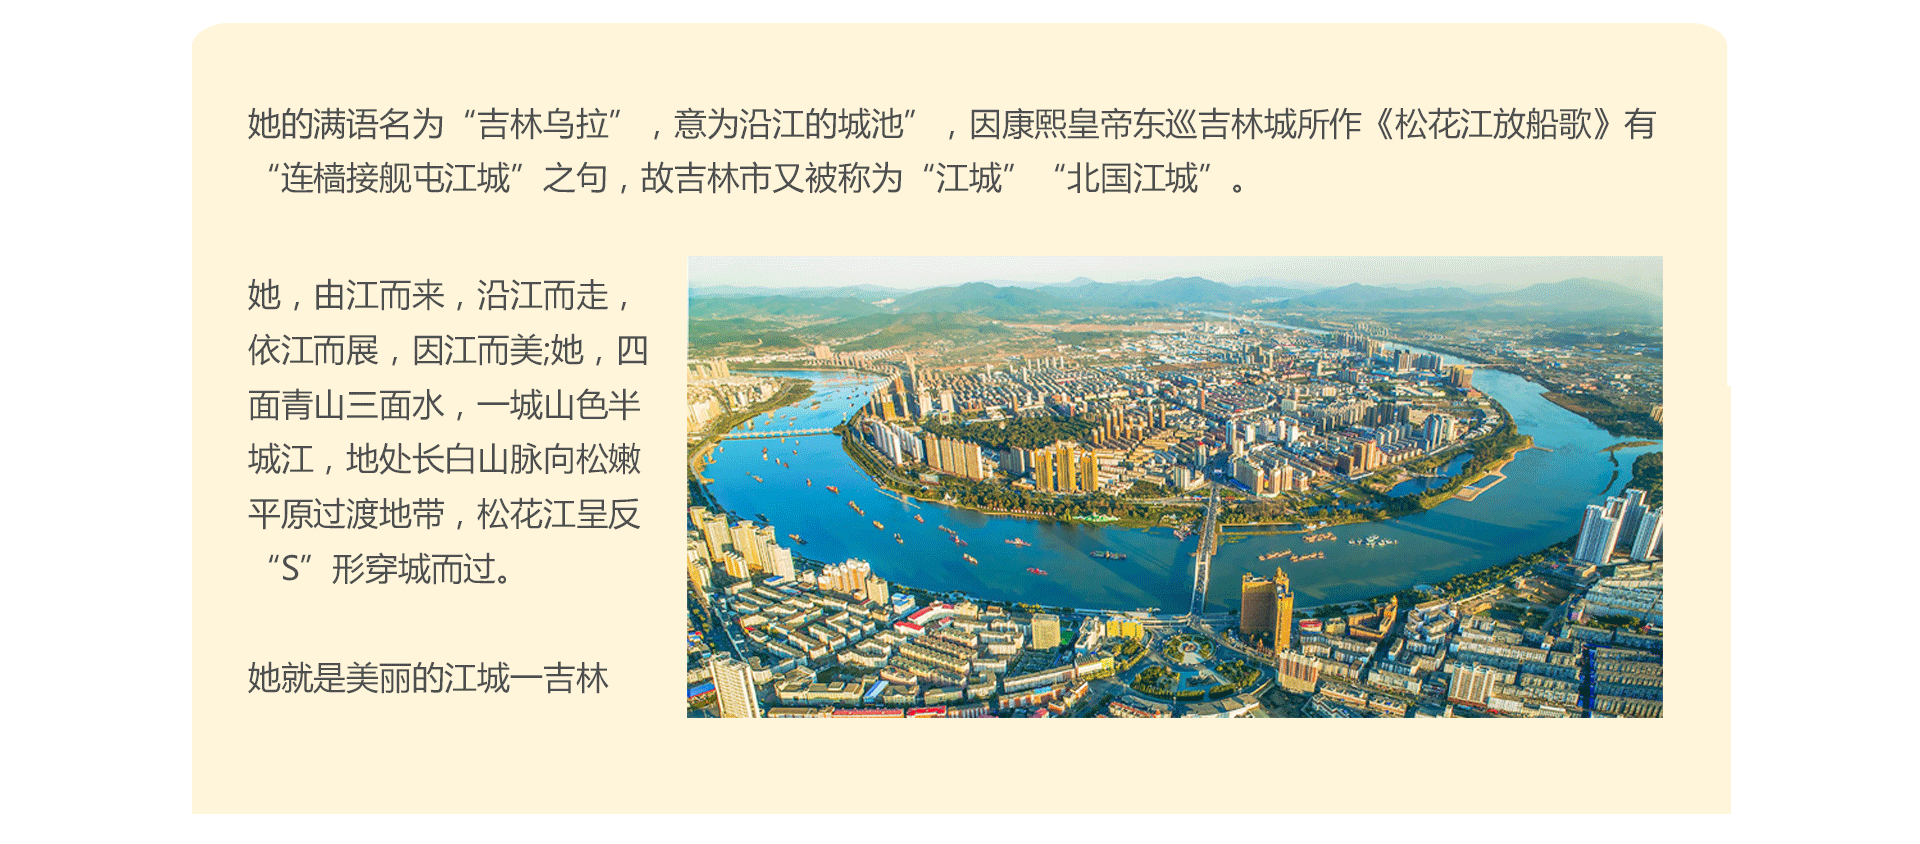 她的满语名为“吉林乌拉”，意为沿江的城池”，因康熙皇帝东巡吉林城所作《松花江放船歌》有
“连樯接舰屯江城”之句，故吉林市又被称为“江城”“北国江城”。
她，由江而来，沿江而走，
依江而展，因江而美;她，四
面青山三面水，一城山色半
城江，地处长白山脉向松嫩
平原过渡地带，松花江呈反
“S”形穿城而过。
她就是美丽的江城一吉林